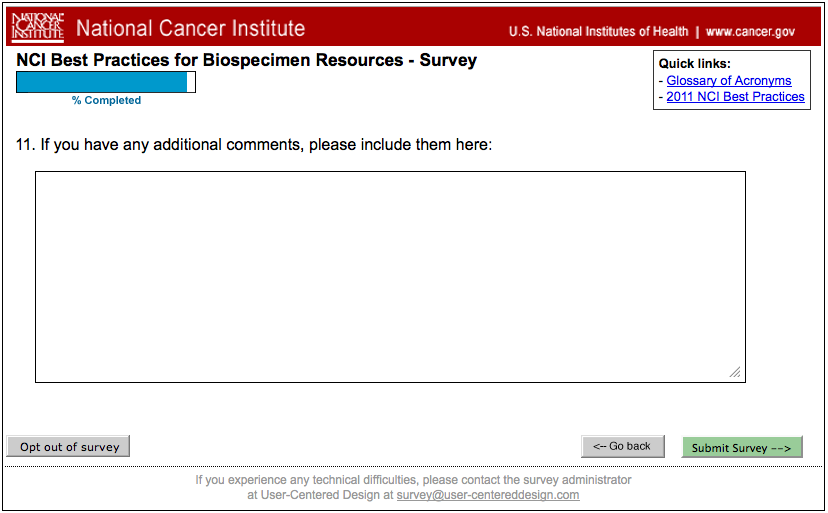 NATIONAL
CANCER
INSTITUTE
National Cancer Institute
U.S. National Institutes of Health | www.cancer.gov
NCI Best Practices for Biospecimen Resources - Survey
% Completed
Quick links:
- Glossary of Acronyms
- 2011 NCI Best Practices
11. If you have any additional comments, please include them here:
Opt out of survey
<-- Go back
Submit Survey -->
If you experience any technical difficulties, please contact the survey administrator
at User-Centered Design at survey@user-centereddesign.com